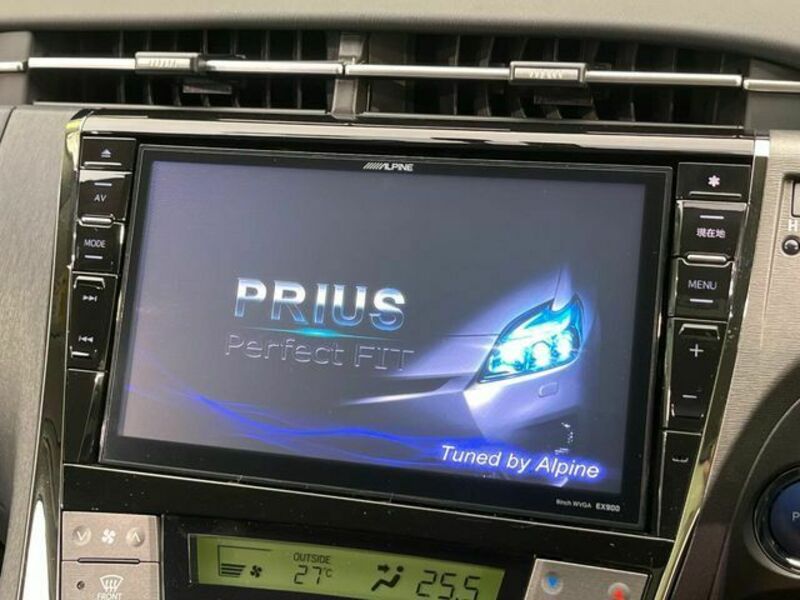 ALPINE
AV
MODE
現在地
MENU
+
−
H
PRIUS
Perfect FIT
Tuned by Alpine
8inch WVGA EX900
OUTSIDE
27°C
25.5
FRONT
P